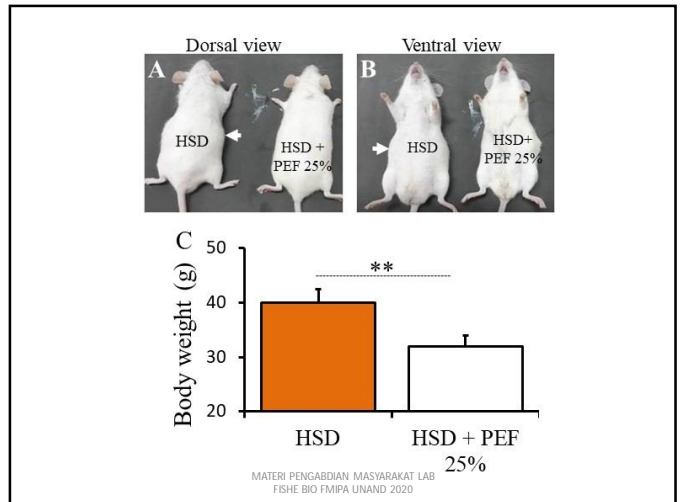 Dorsal view
Ventral view
A
HSD
HSD +
PEF 25%
B
HSD
HSD+
PEF 25%
C
Body weight (g)
50
40
30
20
**
HSD
HSD + PEF
25%
MATERI PENGABDIAN MASYARAKAT LAB
FISHE BIO FMIPA UNAND 2020